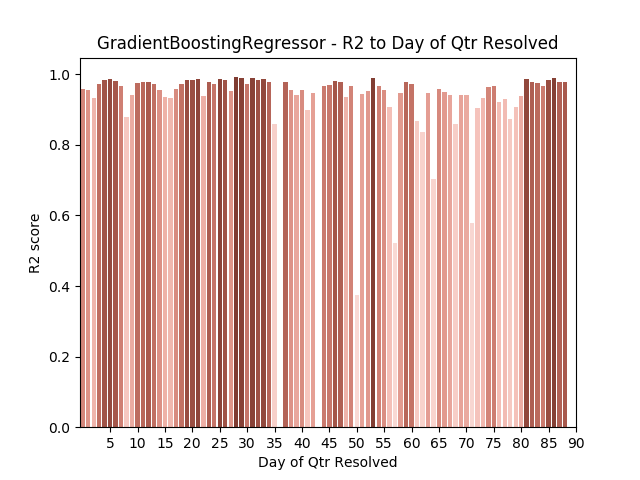 GradientBoostingRegressor - R2 to Day of Qtr Resolved
1.0
0.8
0.6
0.4
0.2
0.0
R2 score
5 10 15 20 25 30 35 40 45 50 55 60 65 70 75 80 85 90
Day of Qtr Resolved